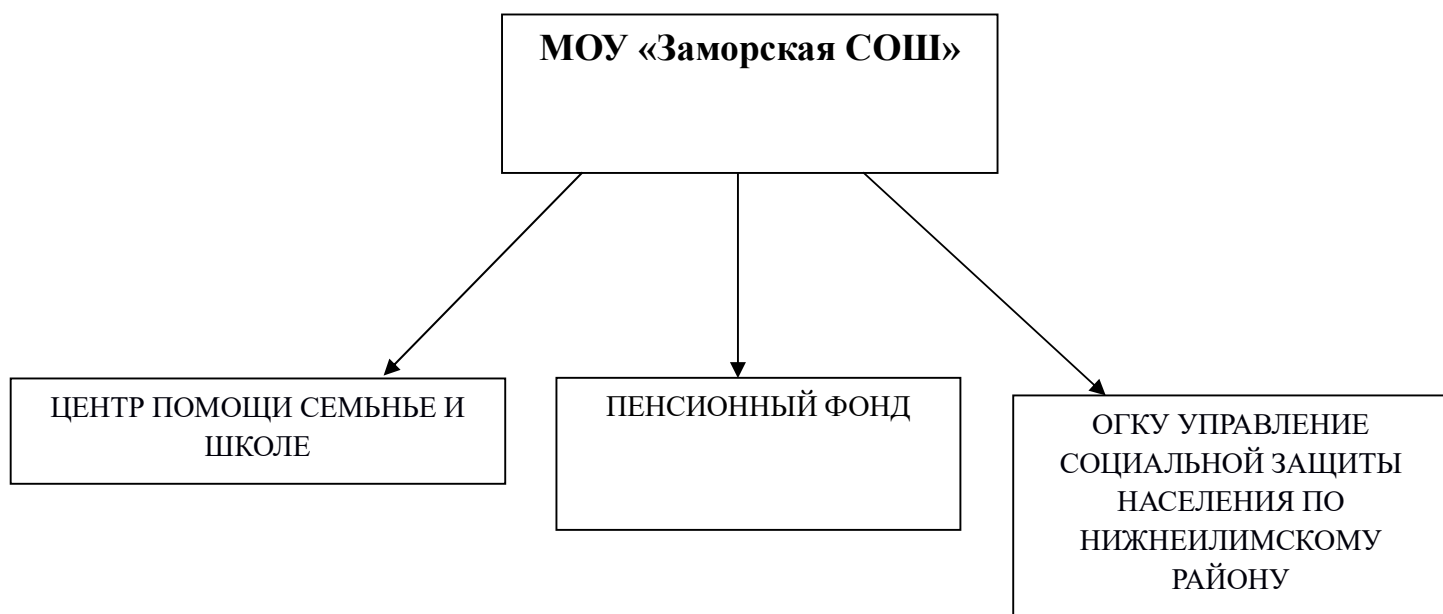 МОУ «Заморская СОШ»
ЦЕНТР ПОМОЩИ СЕМЬНЬЕ И
ШКОЛЕ
ПЕНСИОННЫЙ ФОНД
ОГКУ УПРАВЛЕНИЕ
СОЦИАЛЬНОЙ ЗАЩИТЫ
НАСЕЛЕНИЯ ПО
НИЖНЕИЛИМСКОМУ
РАЙОНУ